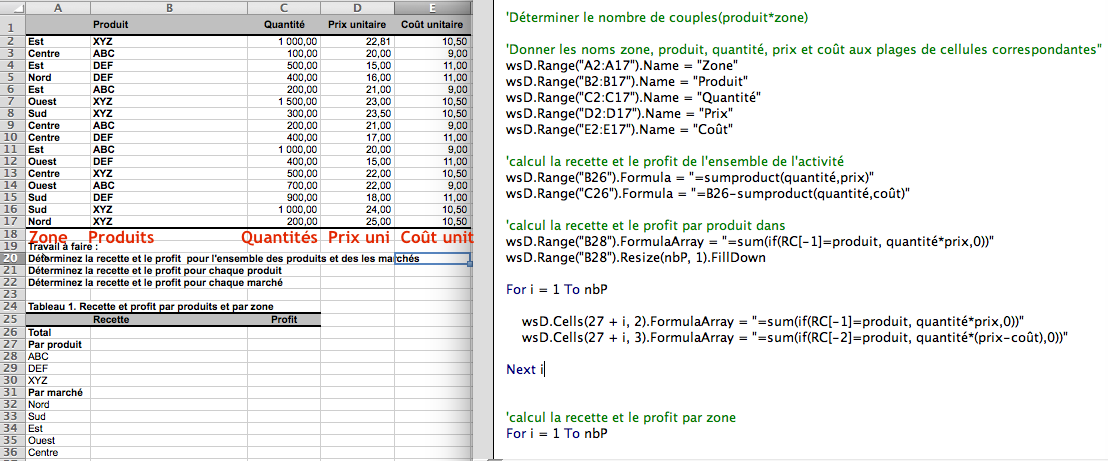 A B C D E
1 Produit Quantité Prix unitaire Coût unitaire
2 Est XYZ 1 000,00 22,81 10,50
3 Centre ABC 100,00 20,00 9,00
4 Est DEF 500,00 15,00 11,00
5 Nord DEF 400,00 16,00 11,00
6 Est ABC 200,00 21,00 9,00
7 Ouest XYZ 1 500,00 23,00 10,50
8 Sud XYZ 300,00 23,50 10,50
9 Centre ABC 200,00 21,00 9,00
10 Centre DEF 400,00 17,00 11,00
11 Est ABC 1 000,00 20,00 9,00
12 Ouest DEF 400,00 15,00 11,00
13 Centre XYZ 500,00 22,00 10,50
14 Ouest ABC 700,00 22,00 9,00
15 Sud DEF 900,00 18,00 11,00
16 Sud XYZ 1 000,00 24,00 10,50
17 Nord XYZ 200,00 25,00 10,50
18 Zone Produits Quantités Prix uni Coût unit
19 Travail à faire :
20 Déterminez la recette et le profit pour l'ensemble des produits et des les marchés
21 Déterminez la recette et le profit pour chaque produit
22 Déterminez la recette et le profit pour chaque marché
23
24 Tableau 1. Recette et profit par produits et par zone
25 Recette Profit
26 Total
27 Par produit
28 ABC
29 DEF
30 XYZ
31 Par marché
32 Nord
33 Sud
34 Est
35 Ouest
36 Centre
'Déterminer le nombre de couples(produit*zone)
'Donner les noms zone, produit, quantité, prix et coût aux plages de cellules correspondantes"
wsD.Range("A2:A17").Name = "Zone"
wsD.Range("B2:B17").Name = "Produit"
wsD.Range("C2:C17").Name = "Quantité"
wsD.Range("D2:D17").Name = "Prix"
wsD.Range("E2:E17").Name = "Coût"
'calcul la recette et le profit de l'ensemble de l'activité
wsD.Range("B26").Formula = "=sumproduct(quantité,prix)"
wsD.Range("C26").Formula = "=B26-sumproduct(quantité,coût)"
'calcul la recette et le profit par produit dans
wsD.Range("B28").FormulaArray = "=sum(if(RC[-1]=produit, quantité*prix,0))"
wsD.Range("B28").Resize(nbP, 1).FillDown
For i = 1 To nbP
wsD.Cells(27 + i, 2).FormulaArray = "=sum(if(RC[-1]=produit, quantité*prix,0))"
wsD.Cells(27 + i, 3).FormulaArray = "=sum(if(RC[-2]=produit, quantité*(prix-coût),0))"
Next i
'calcul la recette et le profit par zone
For i = 1 To nbP